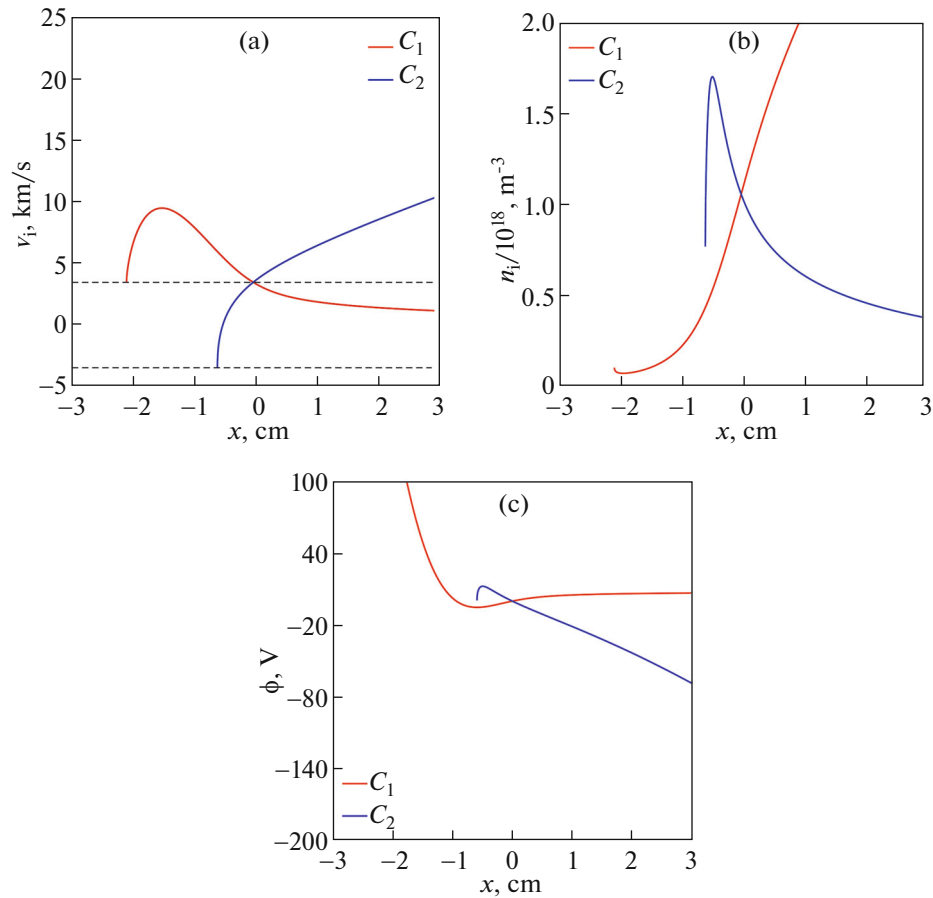 (a)
C₁
C₂
25
20
15
10
5
0
−5
vᵢ, km/s
−3 −2 −1 0 1 2 3
x, cm
(b)
C₁
C₂
2.0
1.5
1.0
0.5
0
nᵢ/10¹⁸, m⁻³
−3 −2 −1 0 1 2 3
x, cm
(c)
100
40
−20
−80
−140
−200
ϕ, V
C₁
C₂
−3 −2 −1 0 1 2 3
x, cm